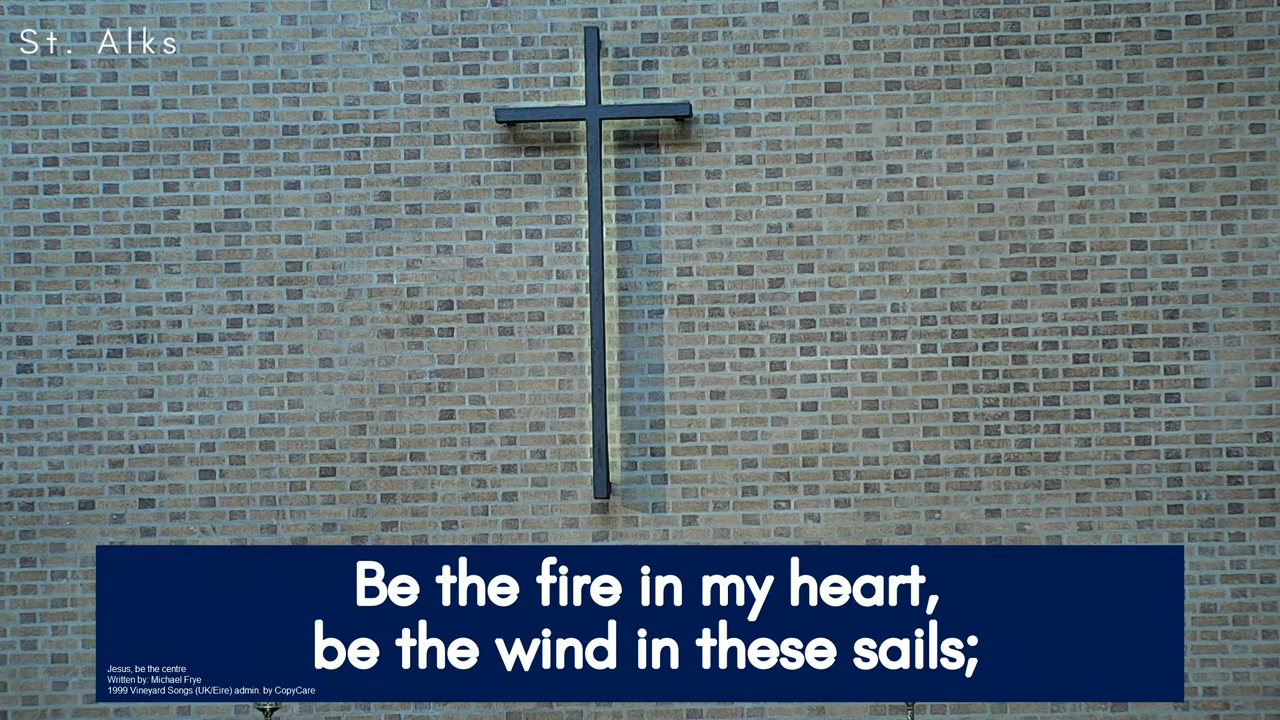 St. Alks
Be the fire in my heart,
be the wind in these sails;
Jesus, be the centre
Written by: Michael Frye
1999 Vineyard Songs (UK/Eire) admin. by CopyCare